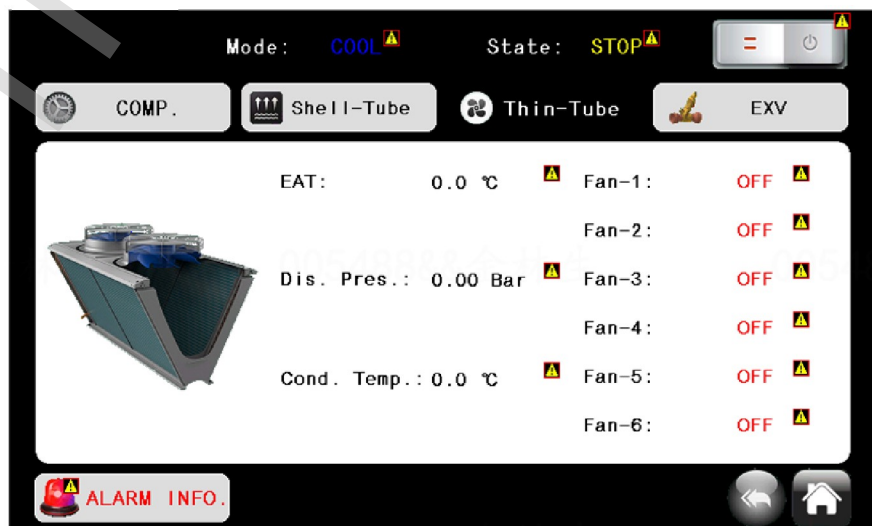 Mode: COOL State: STOP
COMP. Shell-Tube Thin-Tube EXV
EAT: 0.0 ℃ Fan-1: OFF
Fan-2: OFF
Dis. Pres.: 0.00 Bar Fan-3: OFF
Fan-4: OFF
Cond. Temp.: 0.0 ℃ Fan-5: OFF
Fan-6: OFF
ALARM INFO.